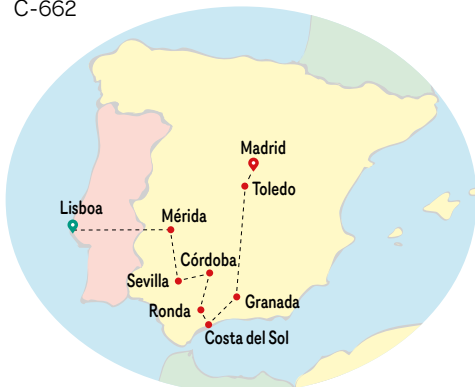 C-662
Madrid
Toledo
Lisboa
Mérida
Córdoba
Sevilla
Granada
Ronda
Costa del Sol